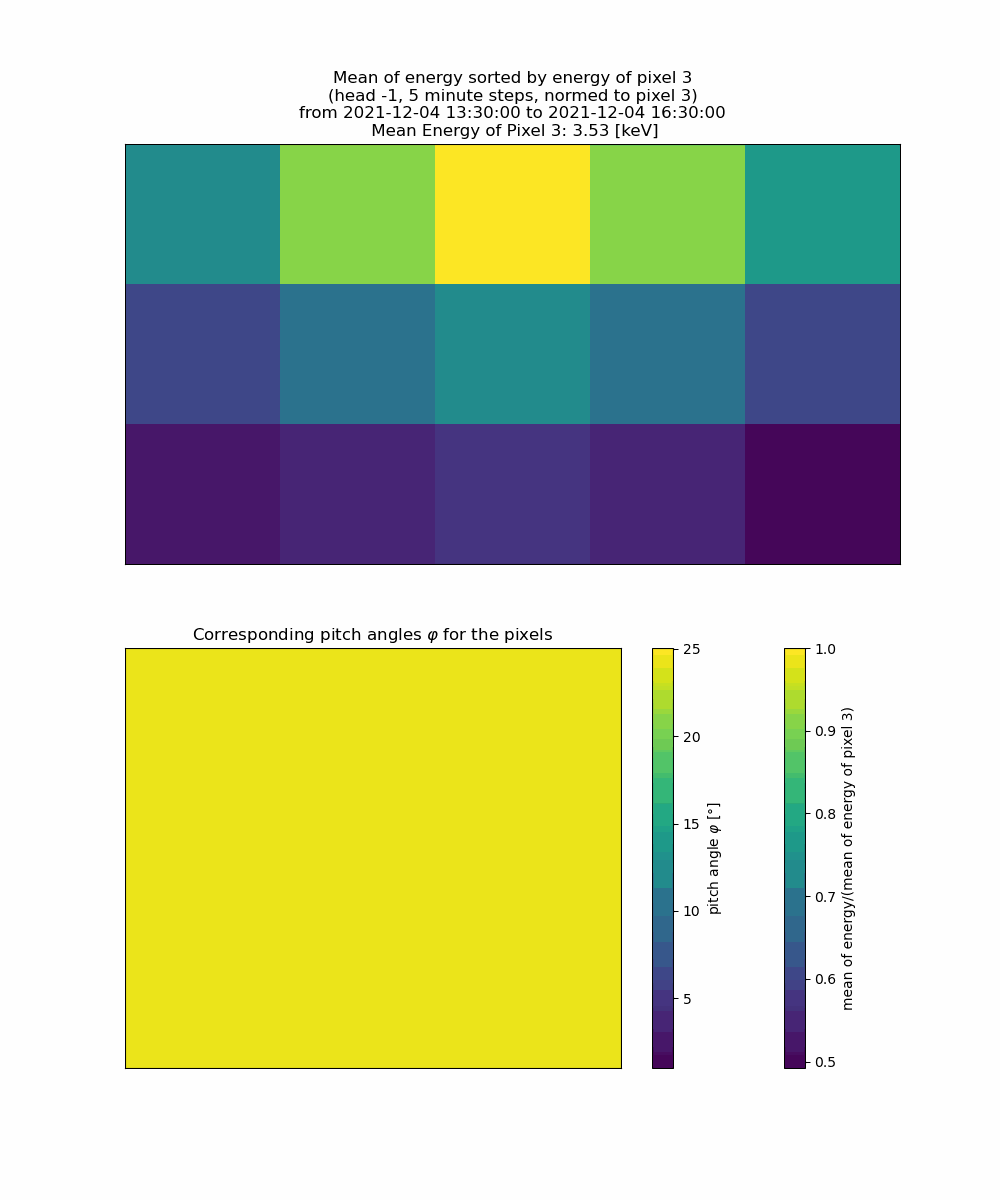 Mean of energy sorted by energy of pixel 3
(head -1, 5 minute steps, normed to pixel 3)
from 2021-12-04 13:30:00 to 2021-12-04 16:30:00
Mean Energy of Pixel 3: 3.53 [keV]
Corresponding pitch angles φ for the pixels
25
20
15
10
5
pitch angle φ [°]
1.0
0.9
0.8
0.7
0.6
0.5
mean of energy/(mean of energy of pixel 3)